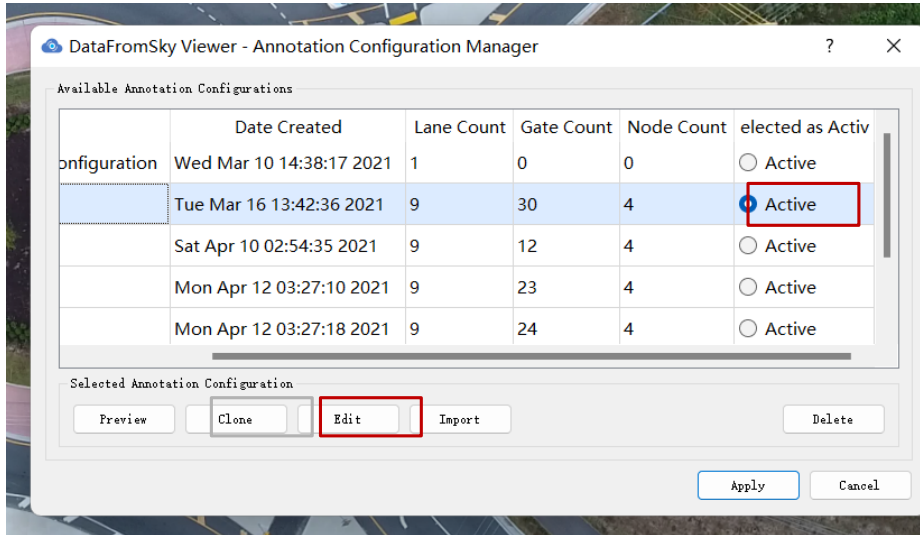 DataFromSky Viewer - Annotation Configuration Manager ? ×
Available Annotation Configurations
Date Created Lane Count Gate Count Node Count elected as Activ
onfiguration Wed Mar 10 14:38:17 2021 1 0 0 Active
Tue Mar 16 13:42:36 2021 9 30 4 Active
Sat Apr 10 02:54:35 2021 9 12 4 Active
Mon Apr 12 03:27:10 2021 9 23 4 Active
Mon Apr 12 03:27:18 2021 9 24 4 Active
Selected Annotation Configuration
Preview Clone Edit Import Delete
Apply Cancel